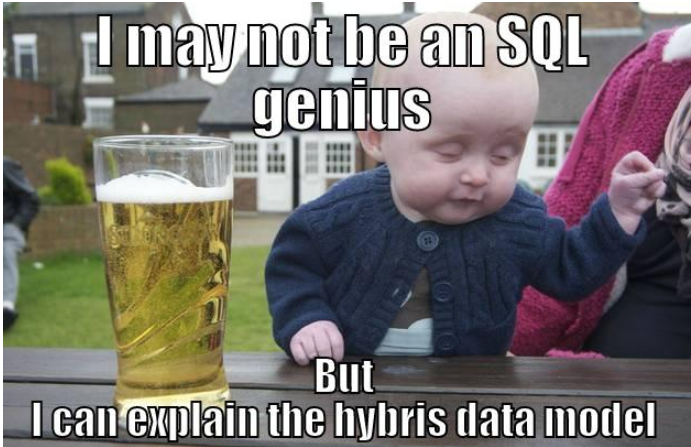 I may not be an SQL
genius
But
I can explain the hybris data model